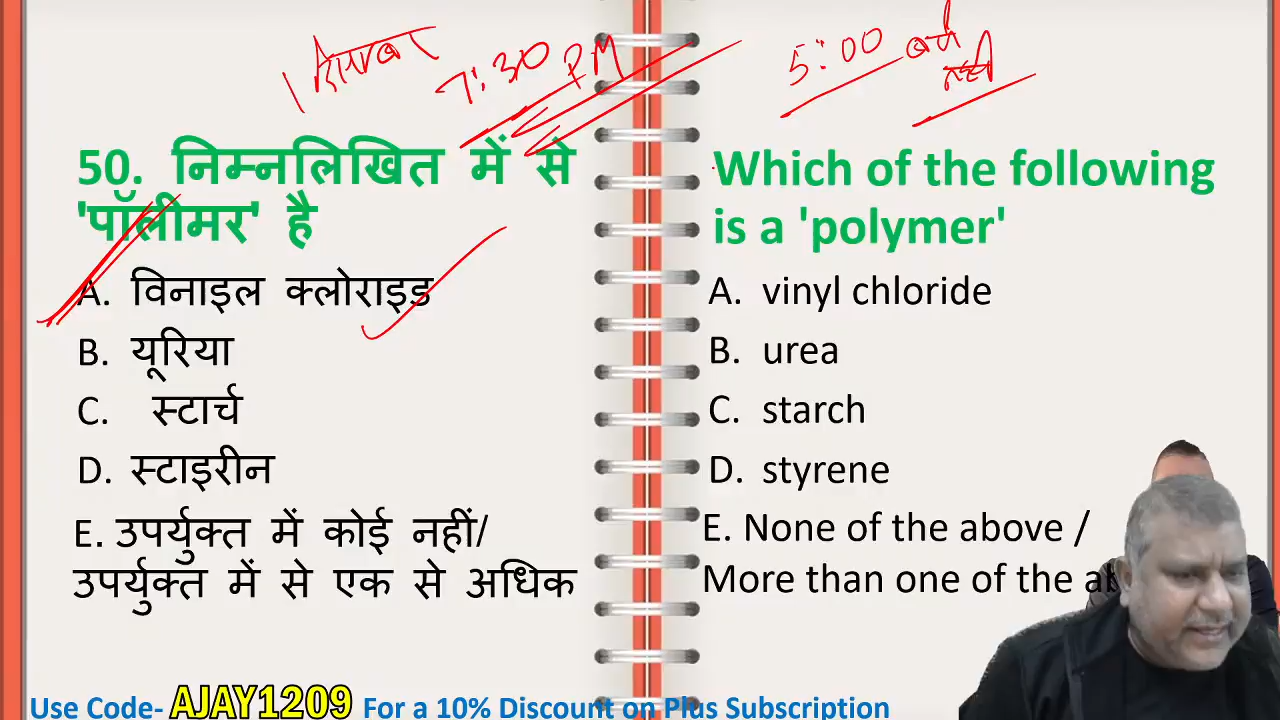 7:30 PM
5:00 बजे नहीं
50. निम्नलिखित में से
'पॉलीमर' है
A. विनाइल क्लोराइड
B. यूरिया
C. स्टार्च
D. स्टाइरीन
E. उपर्युक्त में कोई नहीं/
उपर्युक्त में से एक से अधिक
Which of the following
is a 'polymer'
A. vinyl chloride
B. urea
C. starch
D. styrene
E. None of the above /
More than one of the
Use Code- AJAY1209 For a 10% Discount on Plus Subscription